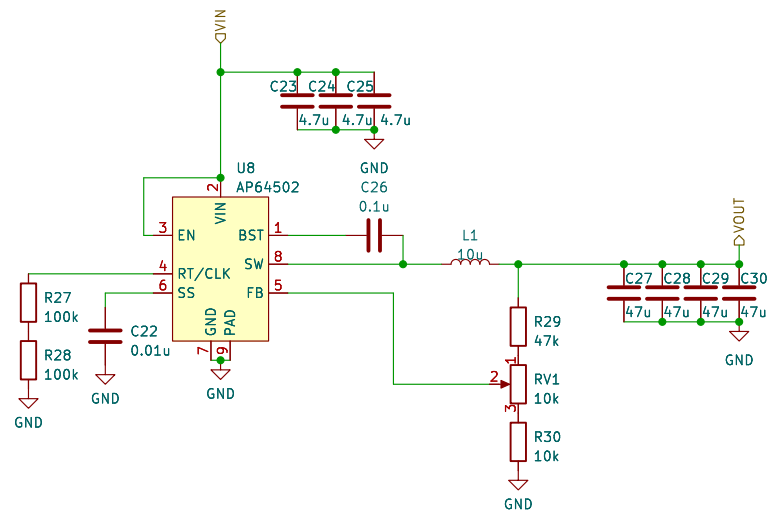 VIN
C23 C24 C25
4.7u 4.7u 4.7u
GND
U8
AP64502
C26
0.1u
2
VIN
3 EN
BST 1
SW 8
4 RT/CLK
6 SS
FB 5
GND PAD
7 9
GND
L1
10u
VOUT
C27 C28 C29 C30
47u 47u 47u 47u
GND
R27
100k
R28
100k
GND
C22
0.01u
GND
R29
47k
1
2
RV1
10k
3
R30
10k
GND